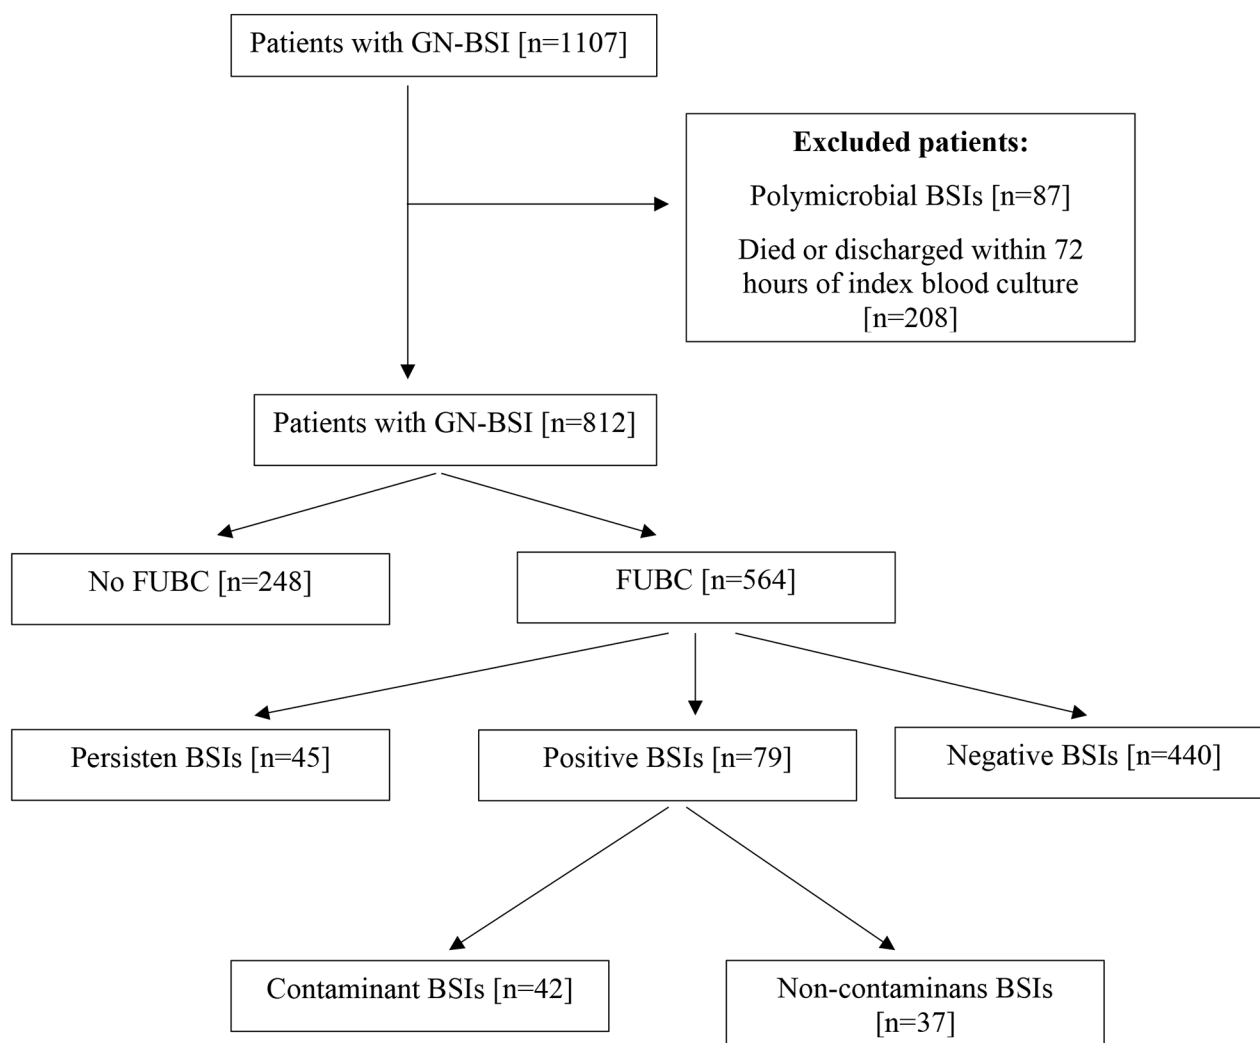 Patients with GN-BSI [n=1107]
Excluded patients:
Polymicrobial BSIs [n=87]
Died or discharged within 72
hours of index blood culture
[n=208]
Patients with GN-BSI [n=812]
No FUBC [n=248]
FUBC [n=564]
Persisten BSIs [n=45]
Positive BSIs [n=79]
Negative BSIs [n=440]
Contaminant BSIs [n=42]
Non-contaminans BSIs
[n=37]